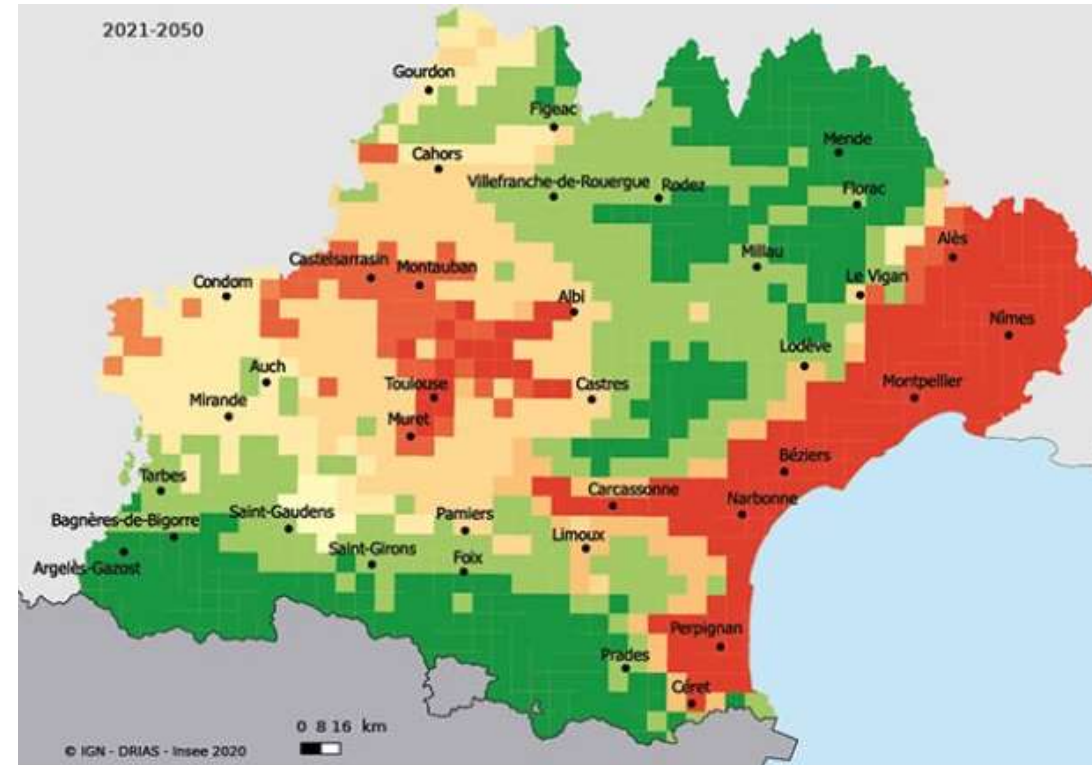 2021-2050
Gourdon
Figeac
Mende
Cahors
Villefranche-de-Rouergue
Rodez
Florac
Alès
Castelsarrasin
Montauban
Millau
Condom
Le Vigan
Albi
Nîmes
Lodève
Auch
Toulouse
Castres
Montpellier
Mirande
Muret
Béziers
Tarbes
Carcassonne
Narbonne
Bagnères-de-Bigorre
Saint-Gaudens
Pamiers
Limoux
Saint-Girons
Foix
Argelès-Gazost
Perpignan
Prades
Céret
0 8 16 km
© IGN - DRIAS - Insee 2020